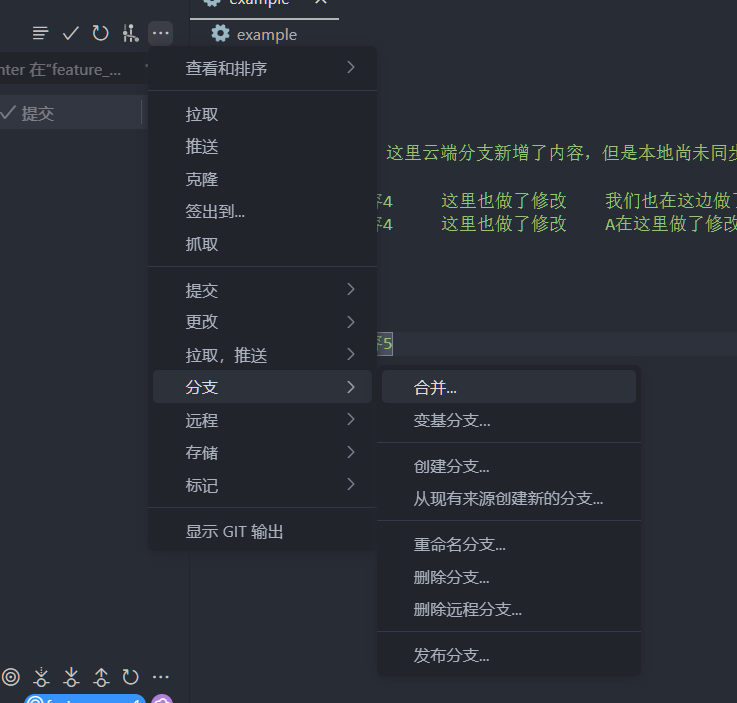 example
example
nter 在“feature_...
提交
查看和排序
拉取
推送
克隆
签出到...
抓取
提交
更改
拉取，推送
分支
远程
存储
标记
显示 GIT 输出
合并...
变基分支...
创建分支...
从现有来源创建新的分支...
重命名分支...
删除分支...
删除远程分支...
发布分支...
这里云端分支新增了内容，但是本地尚未同步
4 这里也做了修改 我们也在这边做了
4 这里也做了修改 A在这里做了修改
5